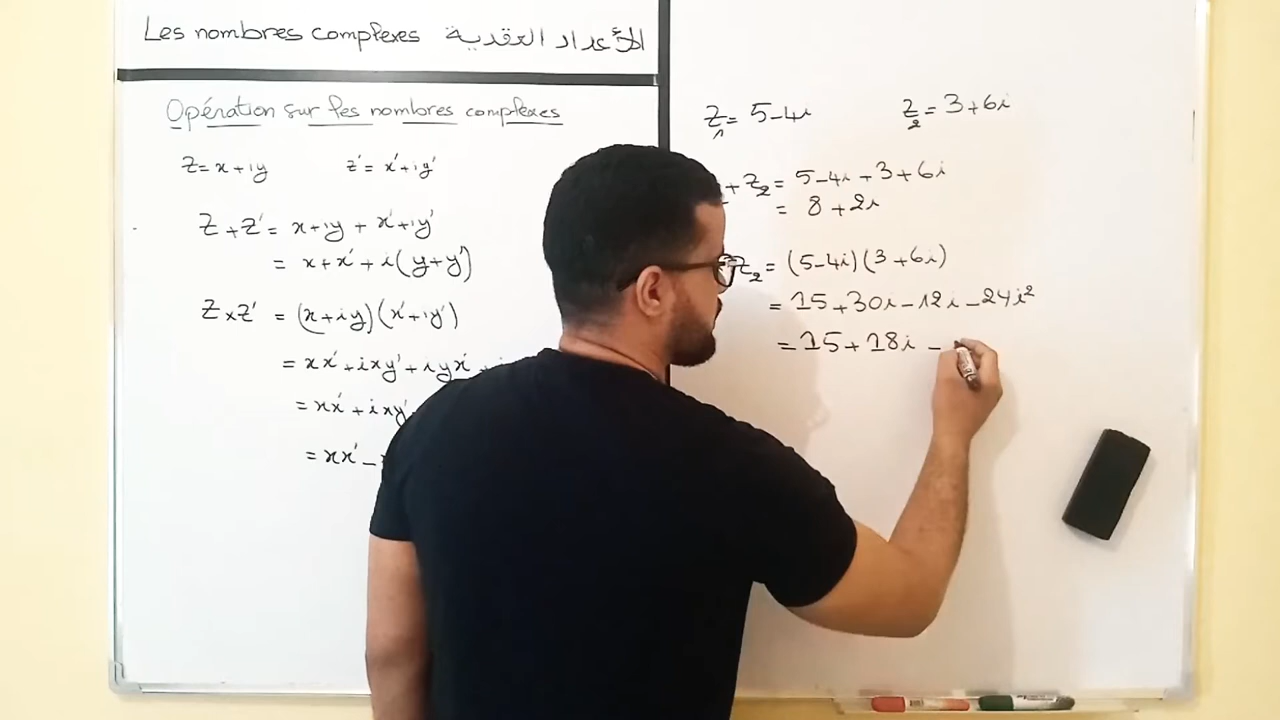 Les nombres complexes الأعداد العقدية
Opération sur les nombres complexes
z = x + iy z' = x' + iy'
z + z' = x + iy + x' + iy'
= x + x' + i(y + y')
z × z' = (x + iy)(x' + iy')
= xx' + ixy' + iyx' +
= xx' + ixy'
= xx' -
z₁ = 5 - 4i z₂ = 3 + 6i
+ z₂ = 5 - 4i + 3 + 6i
= 8 + 2i
z₂ = (5 - 4i)(3 + 6i)
= 15 + 30i - 12i - 24i²
= 15 + 18i -